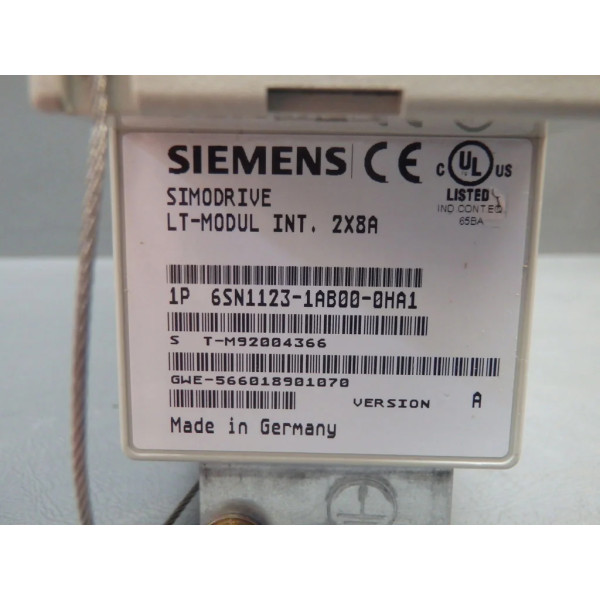 SIEMENS CE C UL US
LISTED
IND.CONT.EQ
65BA
SIMODRIVE
LT-MODUL INT. 2X8A
1P 6SN1123-1AB00-0HA1
S T-M92004366
GWE-566018901070
VERSION A
Made in Germany